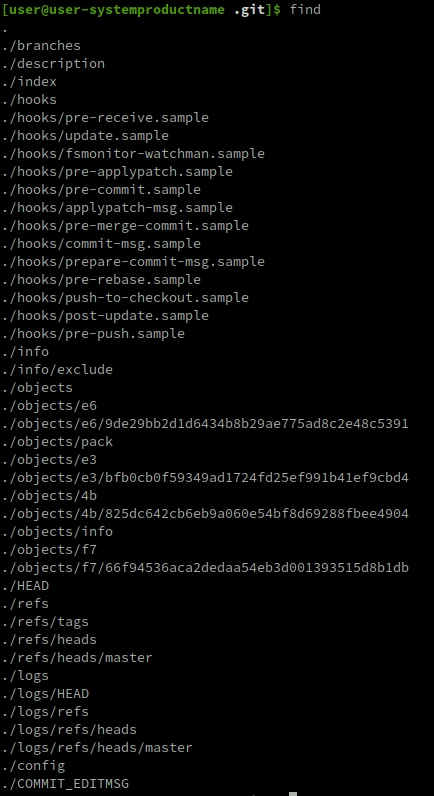 [user@user-systemproductname .git]$ find
.
./branches
./description
./index
./hooks
./hooks/pre-receive.sample
./hooks/update.sample
./hooks/fsmonitor-watchman.sample
./hooks/pre-applypatch.sample
./hooks/pre-commit.sample
./hooks/applypatch-msg.sample
./hooks/pre-merge-commit.sample
./hooks/commit-msg.sample
./hooks/prepare-commit-msg.sample
./hooks/pre-rebase.sample
./hooks/push-to-checkout.sample
./hooks/post-update.sample
./hooks/pre-push.sample
./info
./info/exclude
./objects
./objects/e6
./objects/e6/9de29bb2d1d6434b8b29ae775ad8c2e48c5391
./objects/pack
./objects/e3
./objects/e3/bfb0cb0f59349ad1724fd25ef991b41ef9cbd4
./objects/4b
./objects/4b/825dc642cb6eb9a060e54bf8d69288fbee4904
./objects/info
./objects/f7
./objects/f7/66f94536aca2dedaa54eb3d001393515d8b1db
./HEAD
./refs
./refs/tags
./refs/heads
./refs/heads/master
./logs
./logs/HEAD
./logs/refs
./logs/refs/heads
./logs/refs/heads/master
./config
./COMMIT_EDITMSG